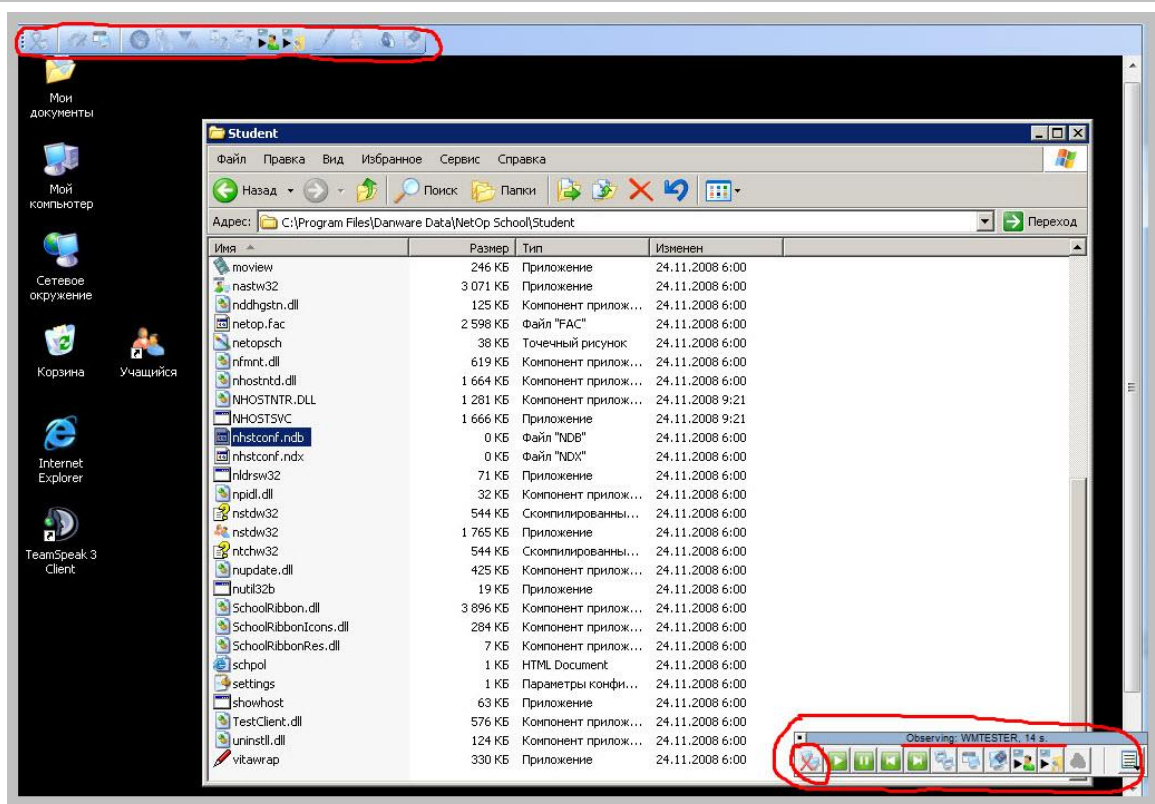 Мои
документы
Мой
компьютер
Сетевое
окружение
Корзина
Учащийся
Internet
Explorer
TeamSpeak 3
Client
Student
Файл Правка Вид Избранное Сервис Справка
Назад Поиск Папки
Адрес: C:\Program Files\Danware Data\NetOp School\Student Переход
Имя Размер Тип Изменен
moview 246 КБ Приложение 24.11.2008 6:00
nastw32 3 071 КБ Приложение 24.11.2008 6:00
nddhgstn.dll 125 КБ Компонент прилож... 24.11.2008 6:00
netop.fac 2 598 КБ Файл "FAC" 24.11.2008 6:00
netopsch 38 КБ Точечный рисунок 24.11.2008 6:00
nfmnt.dll 619 КБ Компонент прилож... 24.11.2008 6:00
nhostntd.dll 1 664 КБ Компонент прилож... 24.11.2008 6:00
NHOSTNTR.DLL 1 281 КБ Компонент прилож... 24.11.2008 9:21
NHOSTSVC 1 666 КБ Приложение 24.11.2008 9:21
nhstconf.ndb 0 КБ Файл "NDB" 24.11.2008 6:00
nhstconf.ndx 0 КБ Файл "NDX" 24.11.2008 6:00
nldrsw32 71 КБ Приложение 24.11.2008 6:00
npidl.dll 32 КБ Компонент прилож... 24.11.2008 6:00
nstdw32 544 КБ Скомпилированны... 24.11.2008 6:00
nstdw32 1 765 КБ Приложение 24.11.2008 6:00
ntchw32 544 КБ Скомпилированны... 24.11.2008 6:00
nupdate.dll 425 КБ Компонент прилож... 24.11.2008 6:00
nutil32b 19 КБ Приложение 24.11.2008 6:00
SchoolRibbon.dll 3 896 КБ Компонент прилож... 24.11.2008 6:00
SchoolRibbonIcons.dll 284 КБ Компонент прилож... 24.11.2008 6:00
SchoolRibbonRes.dll 7 КБ Компонент прилож... 24.11.2008 6:00
schpol 1 КБ HTML Document 24.11.2008 6:00
settings 1 КБ Параметры конфи... 24.11.2008 6:00
showhost 63 КБ Приложение 24.11.2008 6:00
TestClient.dll 576 КБ Компонент прилож... 24.11.2008 6:00
uninstll.dll 124 КБ Компонент прилож... 24.11.2008 6:00
vitawrap 330 КБ Приложение 24.11.2008 6:00
Observing: WMTESTER, 14 s.